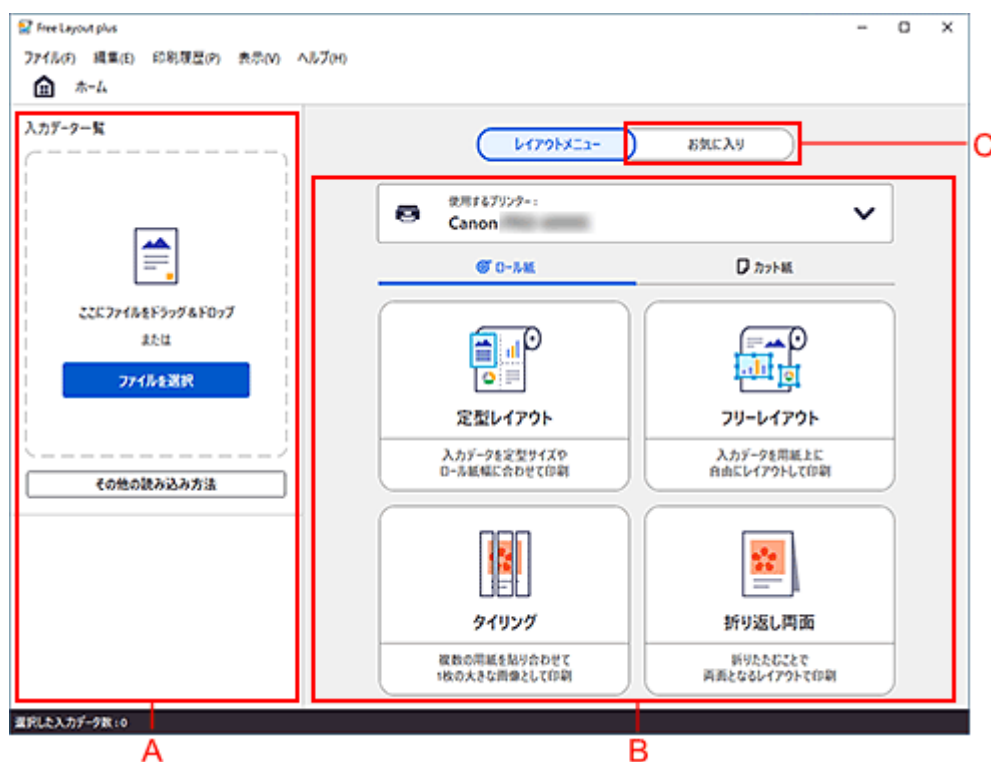 Free Layout plus
ファイル(F) 編集(E) 印刷履歴(P) 表示(V) ヘルプ(H)
ホーム
入力データ一覧
ここにファイルをドラッグ&ドロップ
または
ファイルを選択
その他の読み込み方法
レイアウトメニュー
お気に入り
C
使用するプリンター:
Canon
ロール紙
カット紙
定型レイアウト
入力データを定型サイズや
ロール紙幅に合わせて印刷
フリーレイアウト
入力データを用紙上に
自由にレイアウトして印刷
タイリング
複数の用紙を貼り合わせて
1枚の大きな画像として印刷
折り返し両面
折りたたむことで
両面となるレイアウトで印刷
選択した入力データ数:0
A
B